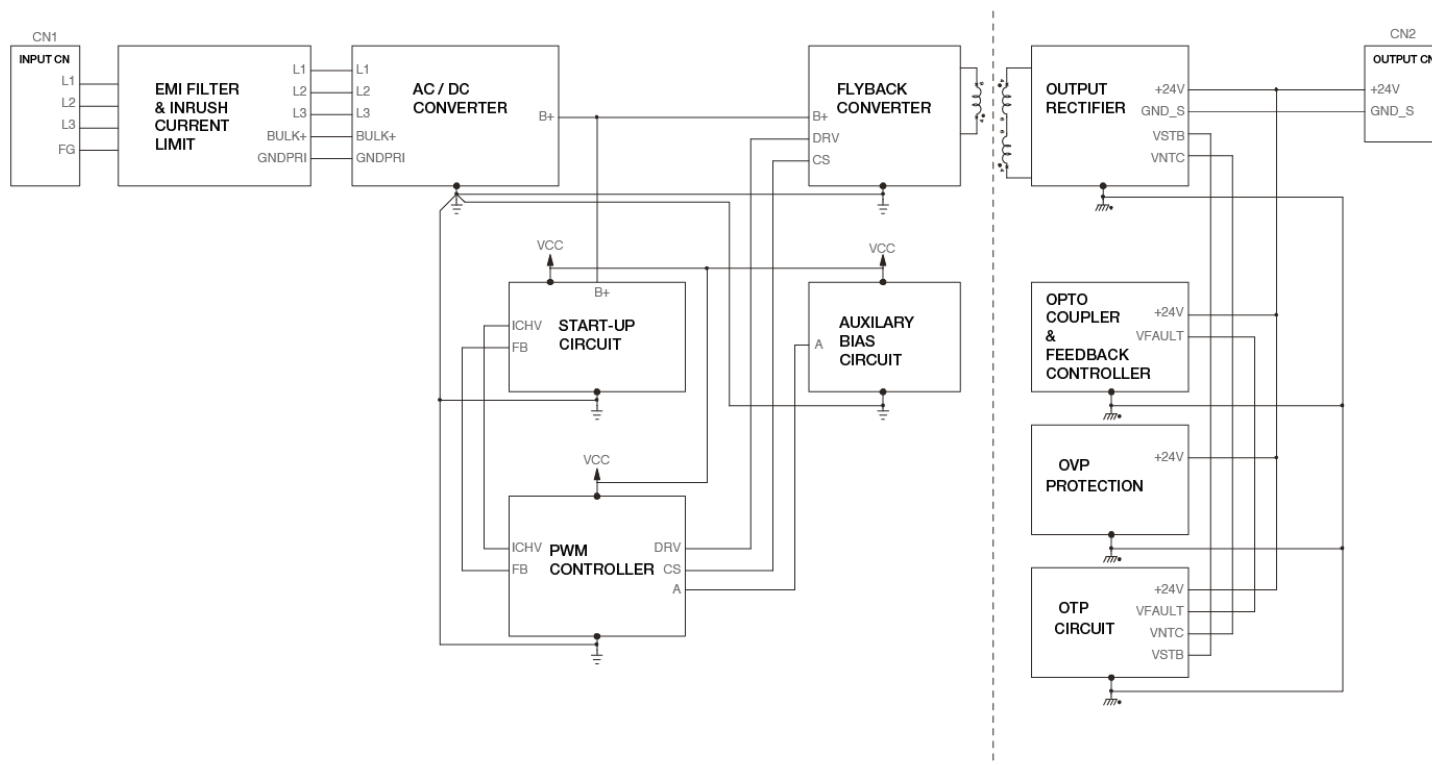 CN1
INPUT CN
L1
L2
L3
FG
EMI FILTER
& INRUSH
CURRENT
LIMIT
L1
L2
L3
BULK+
GNDPRI
L1
L2
L3
BULK+
GNDPRI
AC / DC
CONVERTER
B+
FLYBACK
CONVERTER
B+
DRV
CS
OUTPUT
RECTIFIER
+24V
GND_S
VSTB
VNTC
CN2
OUTPUT CN
+24V
GND_S
VCC
B+
ICHV
FB
START-UP
CIRCUIT
VCC
A
AUXILARY
BIAS
CIRCUIT
OPTO
COUPLER
&
FEEDBACK
CONTROLLER
+24V
VFAULT
VCC
ICHV
FB
PWM
CONTROLLER
DRV
CS
A
OVP
PROTECTION
+24V
OTP
CIRCUIT
+24V
VFAULT
VNTC
VSTB